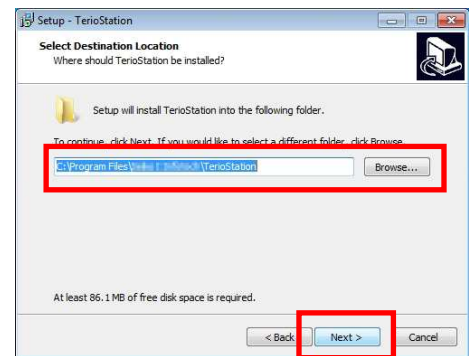 Setup - TerioStation
Select Destination Location
Where should TerioStation be installed?
Setup will install TerioStation into the following folder.
To continue, click Next. If you would like to select a different folder, click Browse.
C:\Program Files\ \TerioStation
Browse...
At least 86.1 MB of free disk space is required.
< Back
Next >
Cancel